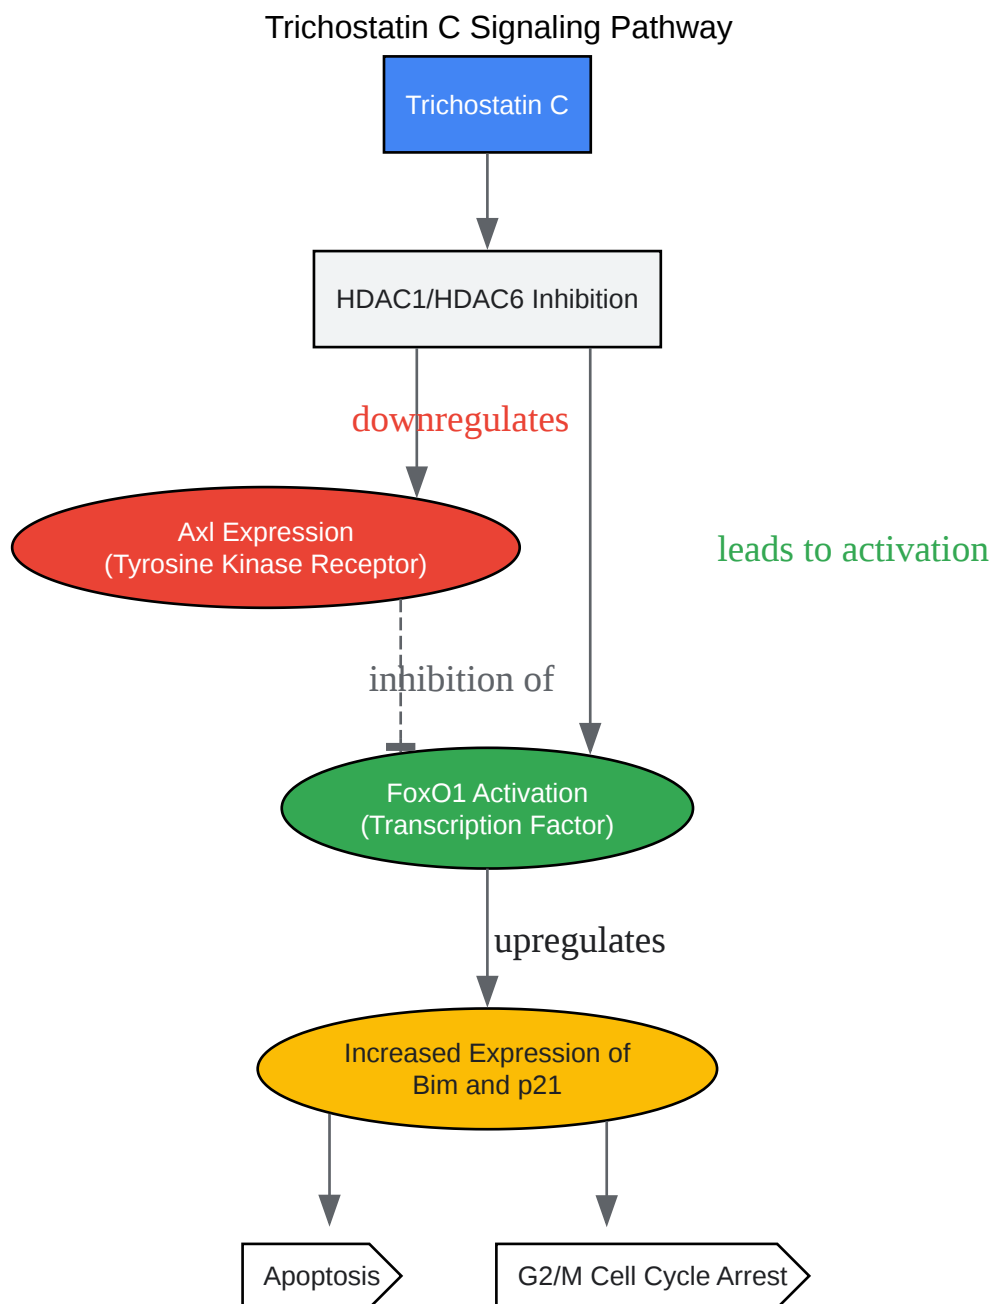 Trichostatin C Signaling Pathway
Trichostatin C
HDAC1/HDAC6 Inhibition
downregulates
Axl Expression
(Tyrosine Kinase Receptor)
leads to activation
inhibition of
FoxO1 Activation
(Transcription Factor)
upregulates
Increased Expression of
Bim and p21
Apoptosis
G2/M Cell Cycle Arrest